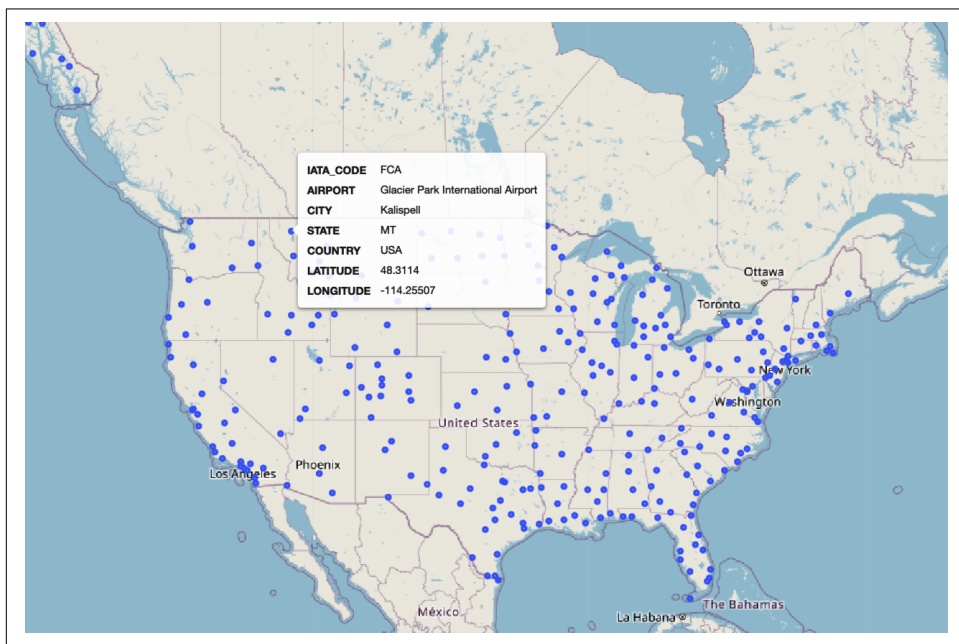 IATA_CODE FCA
AIRPORT Glacier Park International Airport
CITY Kalispell
STATE MT
COUNTRY USA
LATITUDE 48.3114
LONGITUDE -114.25507
Ottawa
Toronto
New York
Washington
United States
Phoenix
Los Angeles
México
La Habana
The Bahamas